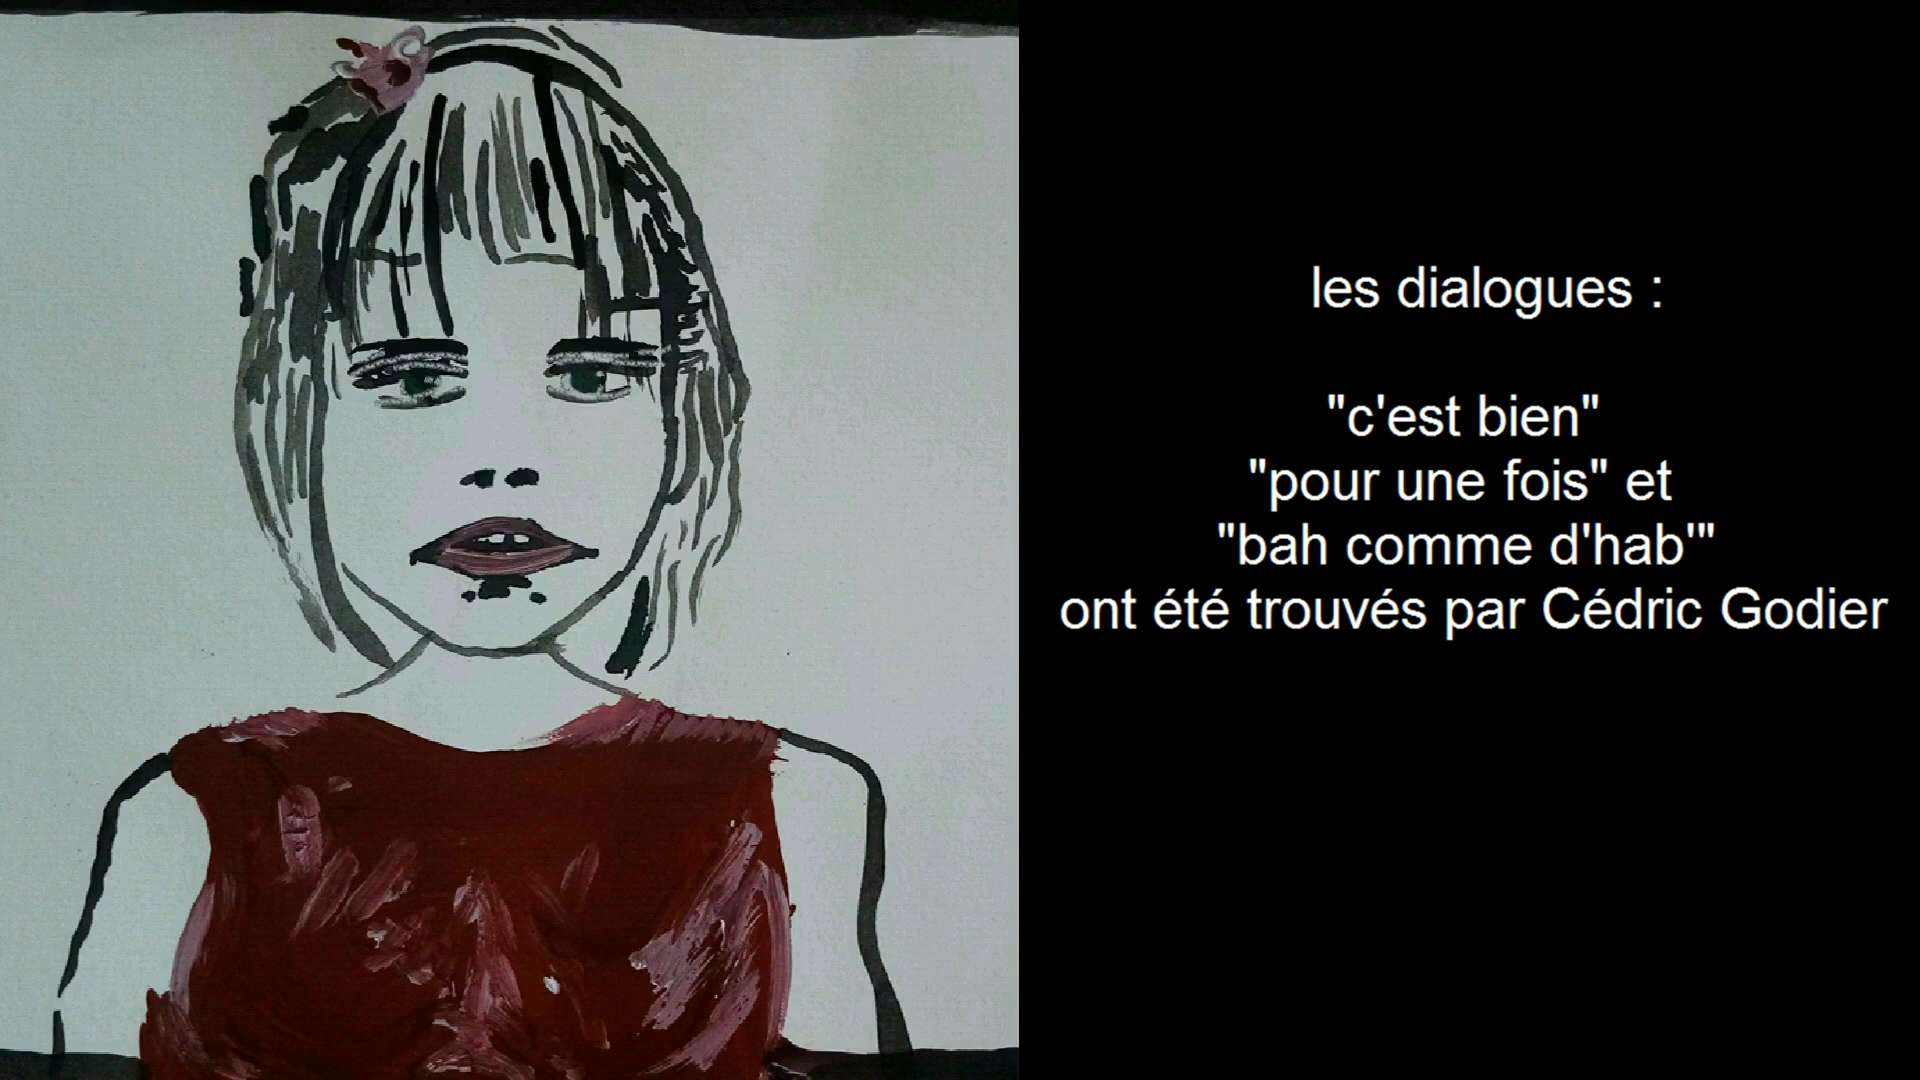 les dialogues :
"c'est bien"
"pour une fois" et
"bah comme d'hab'"
ont été trouvés par Cédric Godier